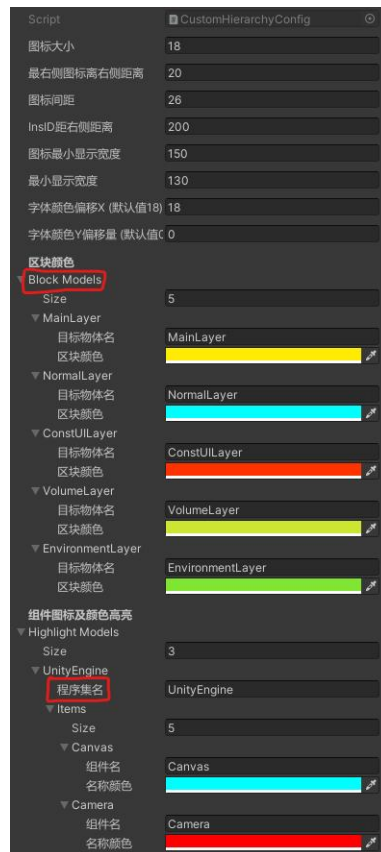 Script CustomHierarchyConfig
图标大小 18
最右侧图标离右侧距离 20
图标间距 26
InsID距右侧距离 200
图标最小显示宽度 150
最小显示宽度 130
字体颜色偏移X (默认值18) 18
字体颜色Y偏移量 (默认值0 0
区块颜色
Block Models
Size 5
MainLayer
目标物体名 MainLayer
区块颜色
NormalLayer
目标物体名 NormalLayer
区块颜色
ConstUILayer
目标物体名 ConstUILayer
区块颜色
VolumeLayer
目标物体名 VolumeLayer
区块颜色
EnvironmentLayer
目标物体名 EnvironmentLayer
区块颜色
组件图标及颜色高亮
Highlight Models
Size 3
UnityEngine
程序集名 UnityEngine
Items
Size 5
Canvas
组件名 Canvas
名称颜色
Camera
组件名 Camera
名称颜色